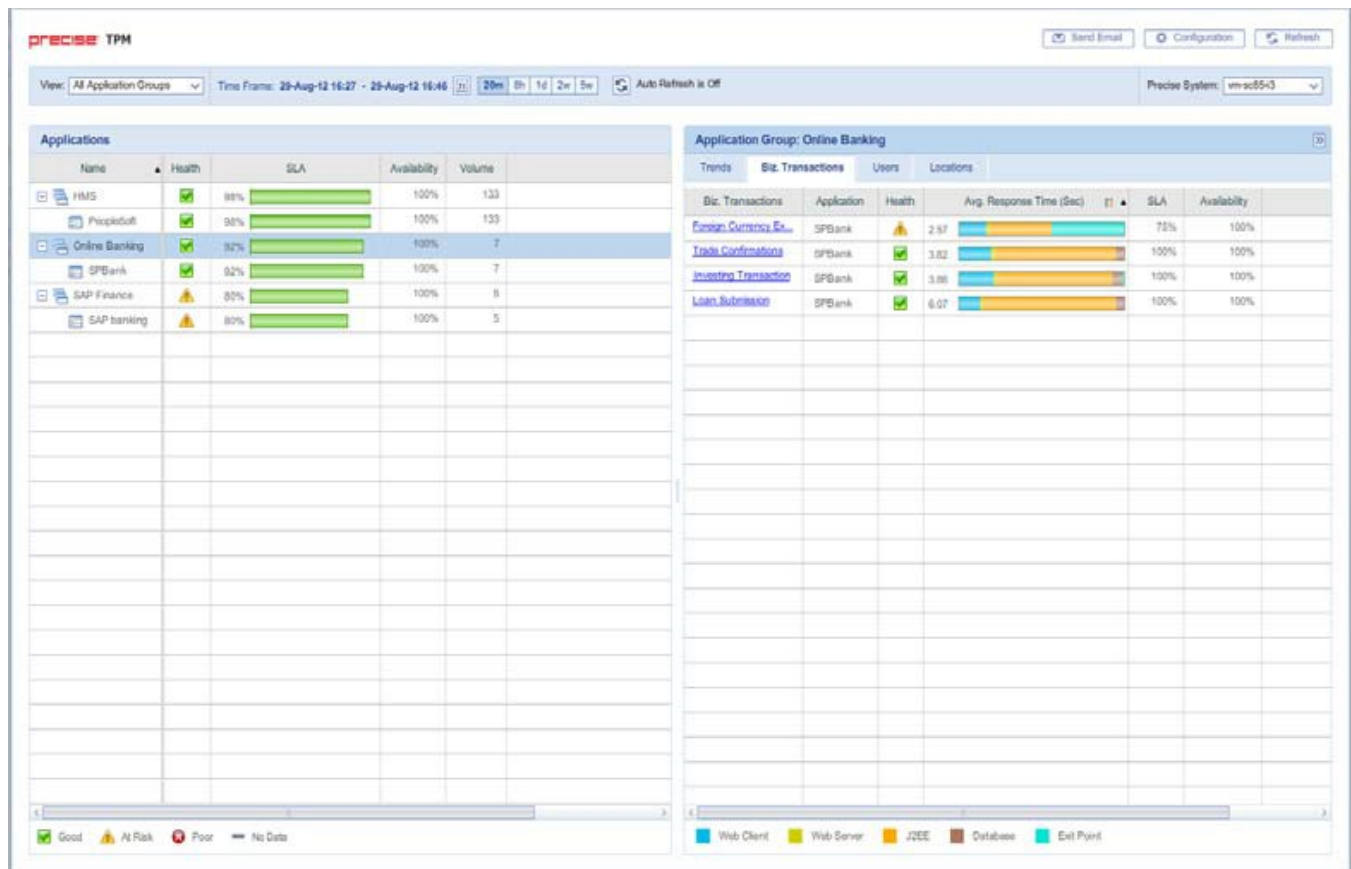 precise TPM
Send Email Configuration Refresh
View: All Application Groups Time Frame: 29-Aug-12 16:27 - 29-Aug-12 16:46 20m 8h 1d 2w 5w Auto Refresh is Off Precise System:
Applications
Name Health SLA Availability Volume
HMS 98% 100% 133
PeopleSoft 98% 100% 133
Online Banking 92% 100% 7
SPBank 92% 100% 7
SAP Finance 80% 100% 5
SAP banking 80% 100% 5
Good At Risk Poor No Data
Application Group: Online Banking
Trends Biz. Transactions Users Locations
Biz. Transactions Application Health Avg. Response Time (Sec) SLA Availability
Foreign Currency Ex... SPBank 2.57 75% 100%
Trade Confirmations SPBank 3.82 100% 100%
Investing Transaction SPBank 3.86 100% 100%
Loan Submission SPBank 6.07 100% 100%
Web Client Web Server J2EE Database Exit Point